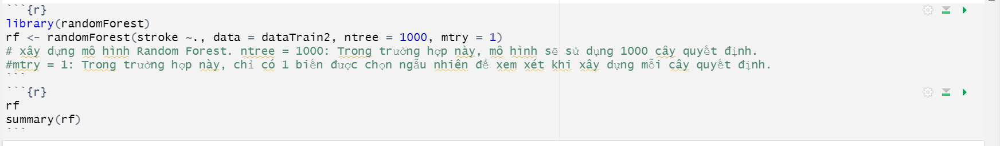 ```{r}
library(randomForest)
rf <- randomForest(stroke ~., data = dataTrain2, ntree = 1000, mtry = 1)
# xây dựng mô hình Random Forest. ntree = 1000: Trong trường hợp này, mô hình sẽ sử dụng 1000 cây quyết định.
#mtry = 1: Trong trường hợp này, chỉ có 1 biến được chọn ngẫu nhiên để xem xét khi xây dựng mỗi cây quyết định.
```
```{r}
rf
summary(rf)
```